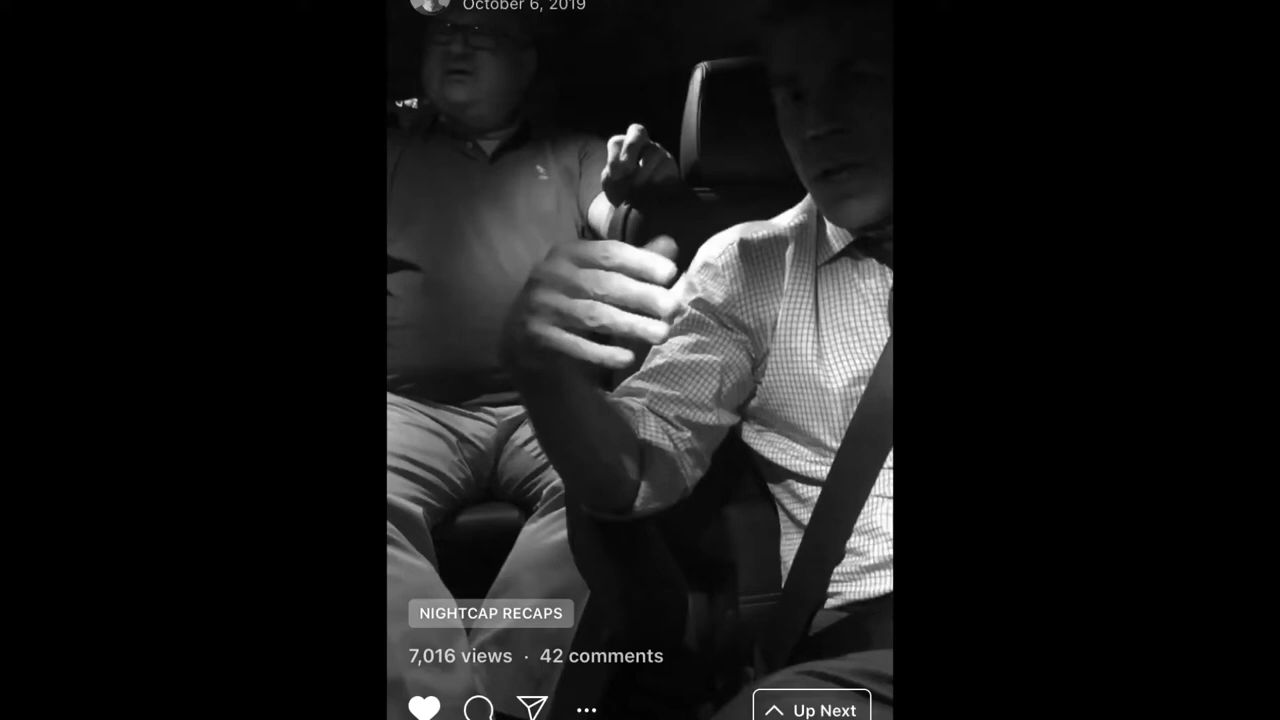 October 6, 2019
NIGHTCAP RECAPS
7,016 views · 42 comments
Up Next